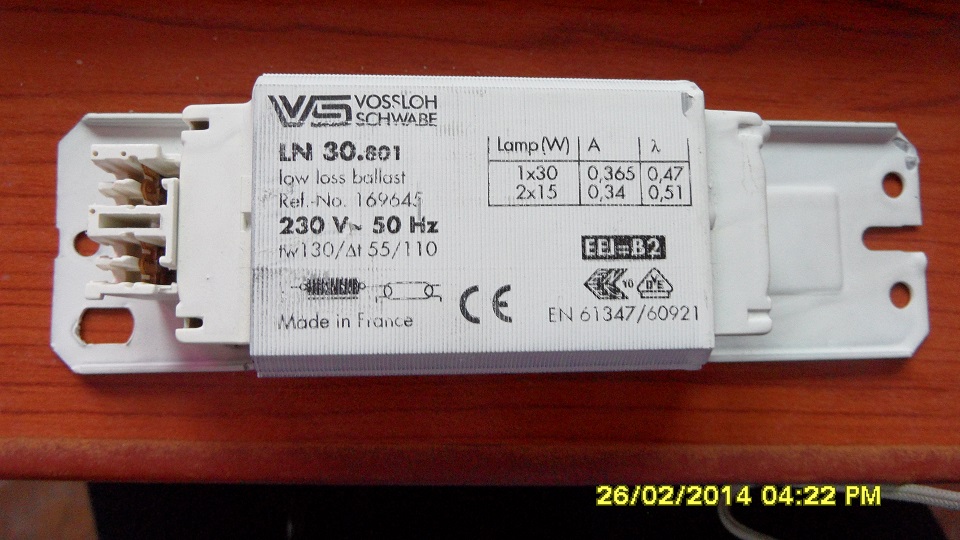 VS VOSSLOH
SCHWABE
LN 30.801
low loss ballast
Ref.-No. 169645
230 V~ 50 Hz
tw130/Δt 55/110
Made in France
Lamp(W) A λ
1x30 0,365 0,47
2x15 0,34 0,51
EEI=B2
10 VDE
CE
EN 61347/60921
26/02/2014 04:22 PM